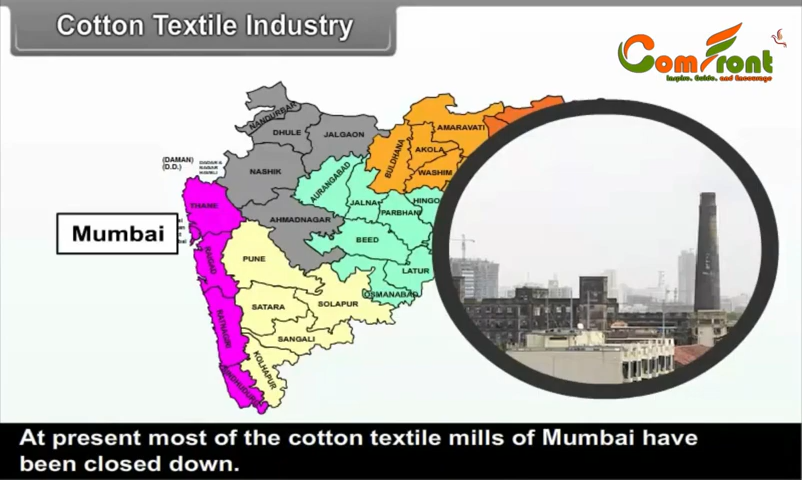 Cotton Textile Industry
ComFront
Inspire, Guide, and Encourage
NANDURBAR
DHULE
JALGAON
AMARAVATI
BULDHANA
AKOLA
WASHIM
(DAMAN)
(D.D.)
NASHIK
AURANGABAD
JALNA
HINGO
PARBHAN
THANE
AHMADNAGAR
BEED
Mumbai
RAIGAD
PUNE
LATUR
OSMANABAD
SATARA
SOLAPUR
RATNAGIRI
SANGALI
KOLHAPUR
At present most of the cotton textile mills of Mumbai have
been closed down.